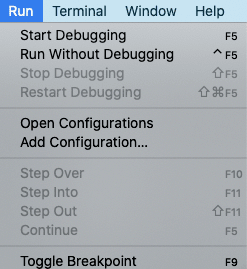 Run Terminal Window Help
Start Debugging F5
Run Without Debugging ^F5
Stop Debugging ⇧F5
Restart Debugging ⇧⌘F5
Open Configurations
Add Configuration...
Step Over F10
Step Into F11
Step Out ⇧F11
Continue F5
Toggle Breakpoint F9